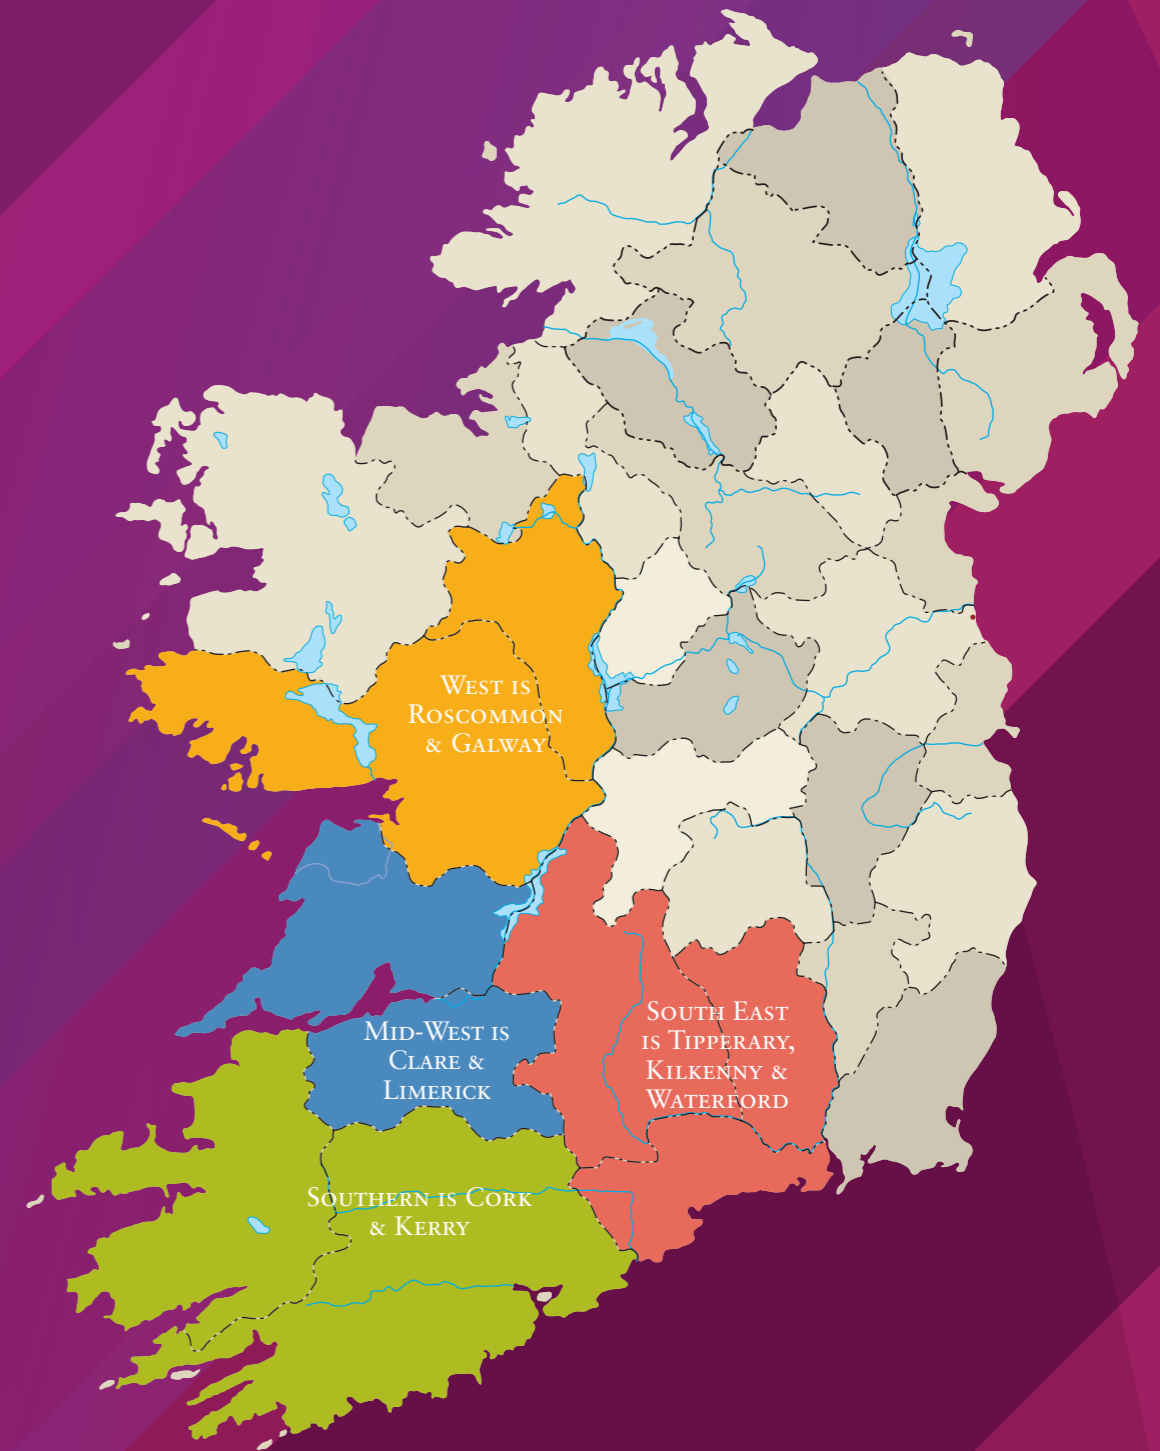 West is
Roscommon
& Galway
Mid-West is
Clare &
Limerick
South East
is Tipperary,
Kilkenny &
Waterford
Southern is Cork
& Kerry